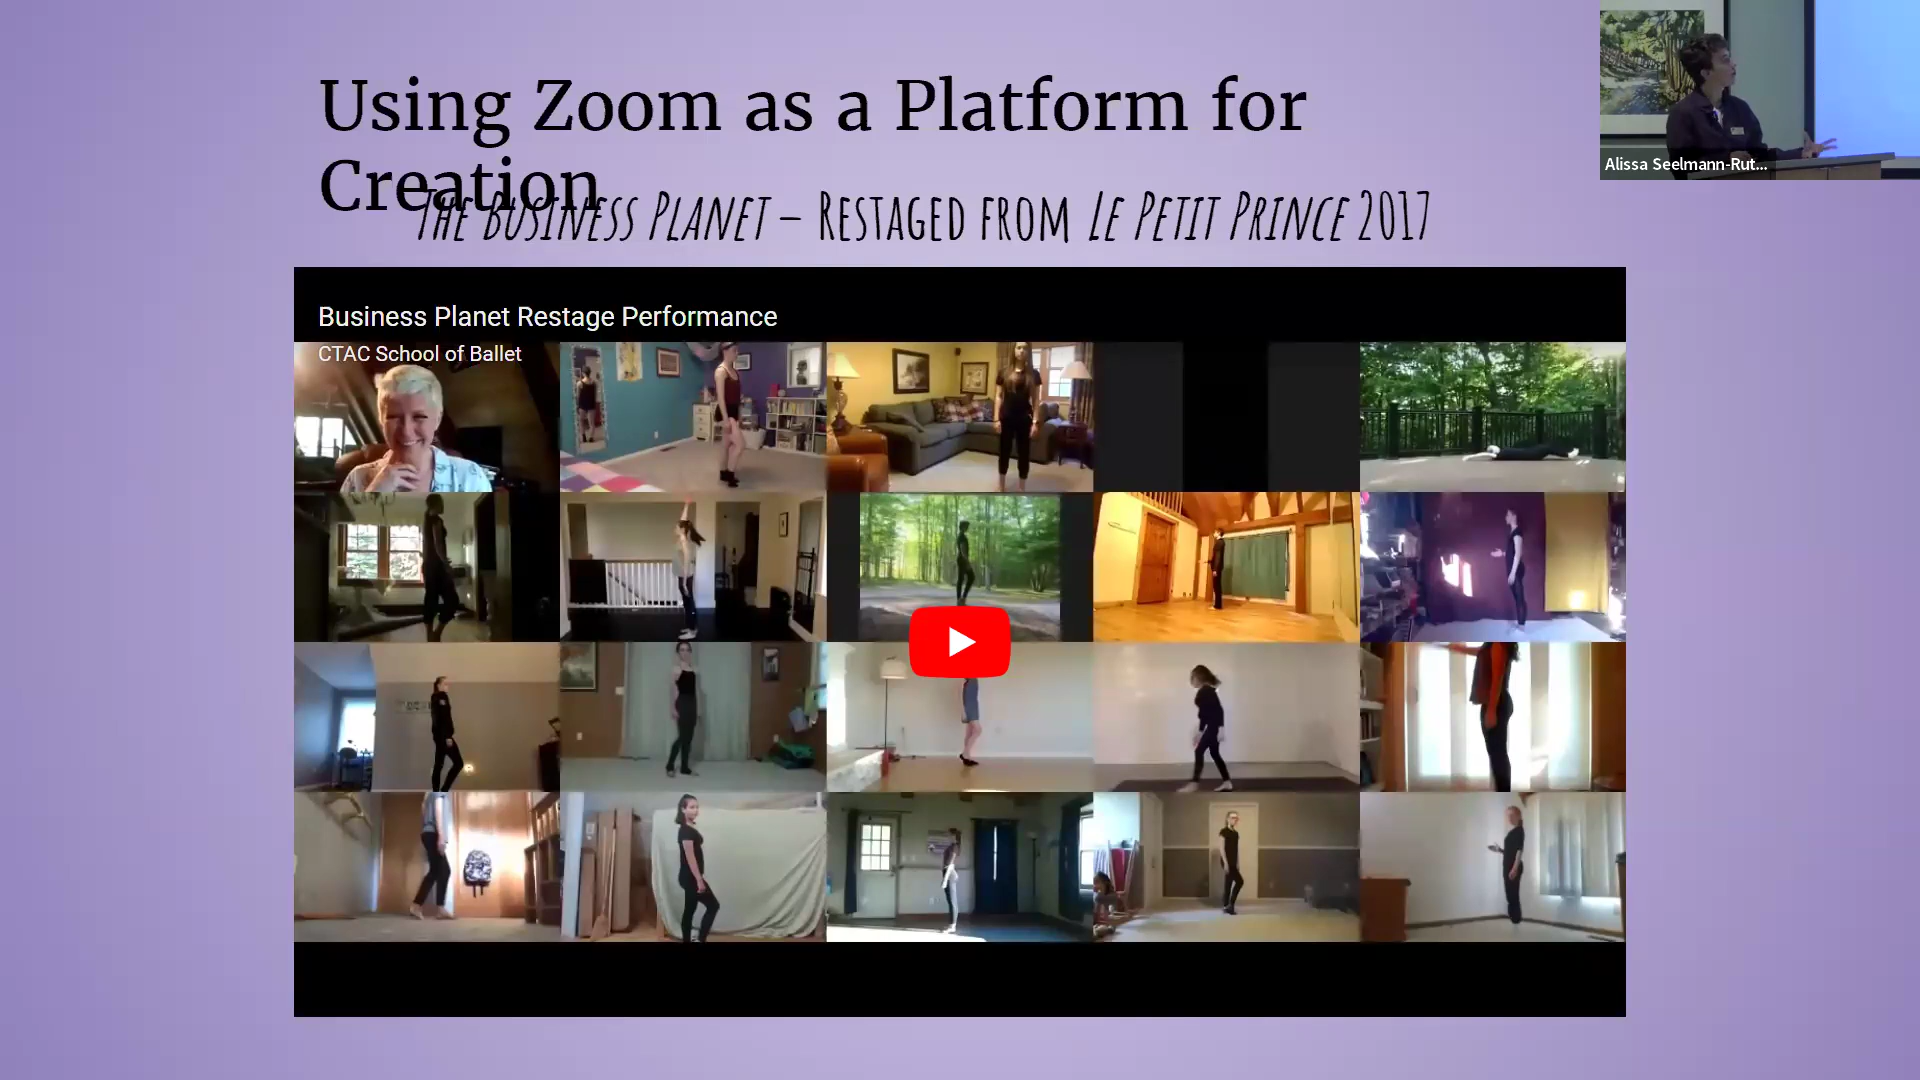 Using Zoom as a Platform for
Creation
The Business Planet – Restaged from Le Petit Prince 2017
Alissa Seelmann-Rut...
Business Planet Restage Performance
CTAC School of Ballet